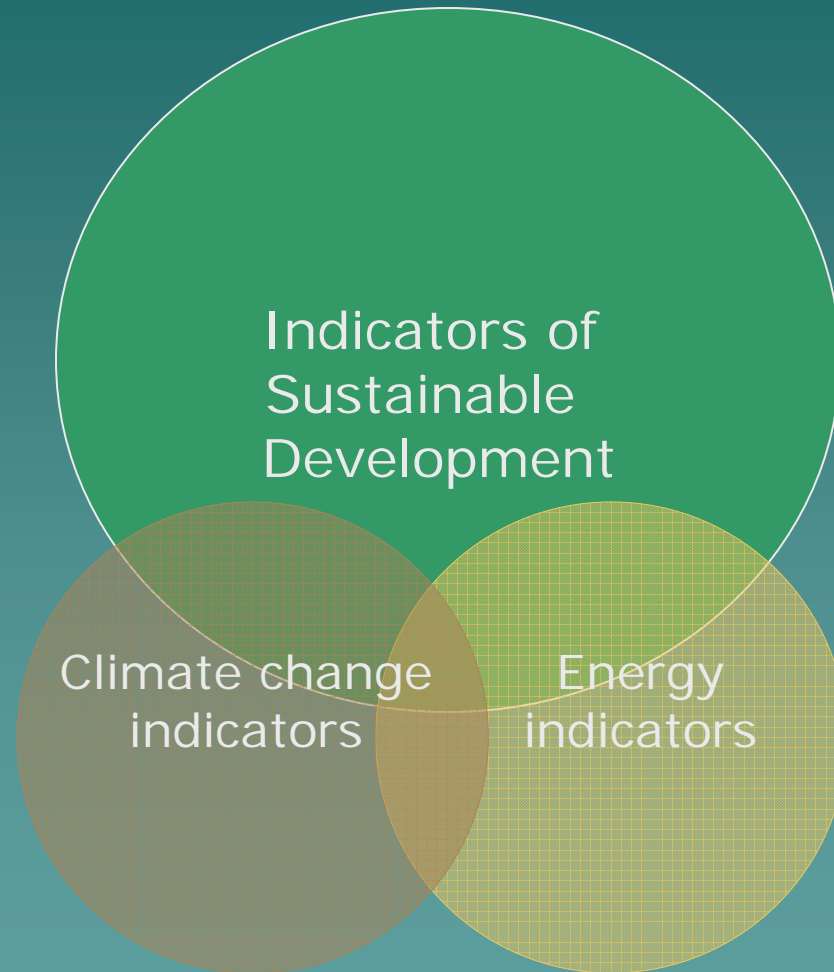 Indicators of
Sustainable
Development
Climate change
indicators
Energy
indicators